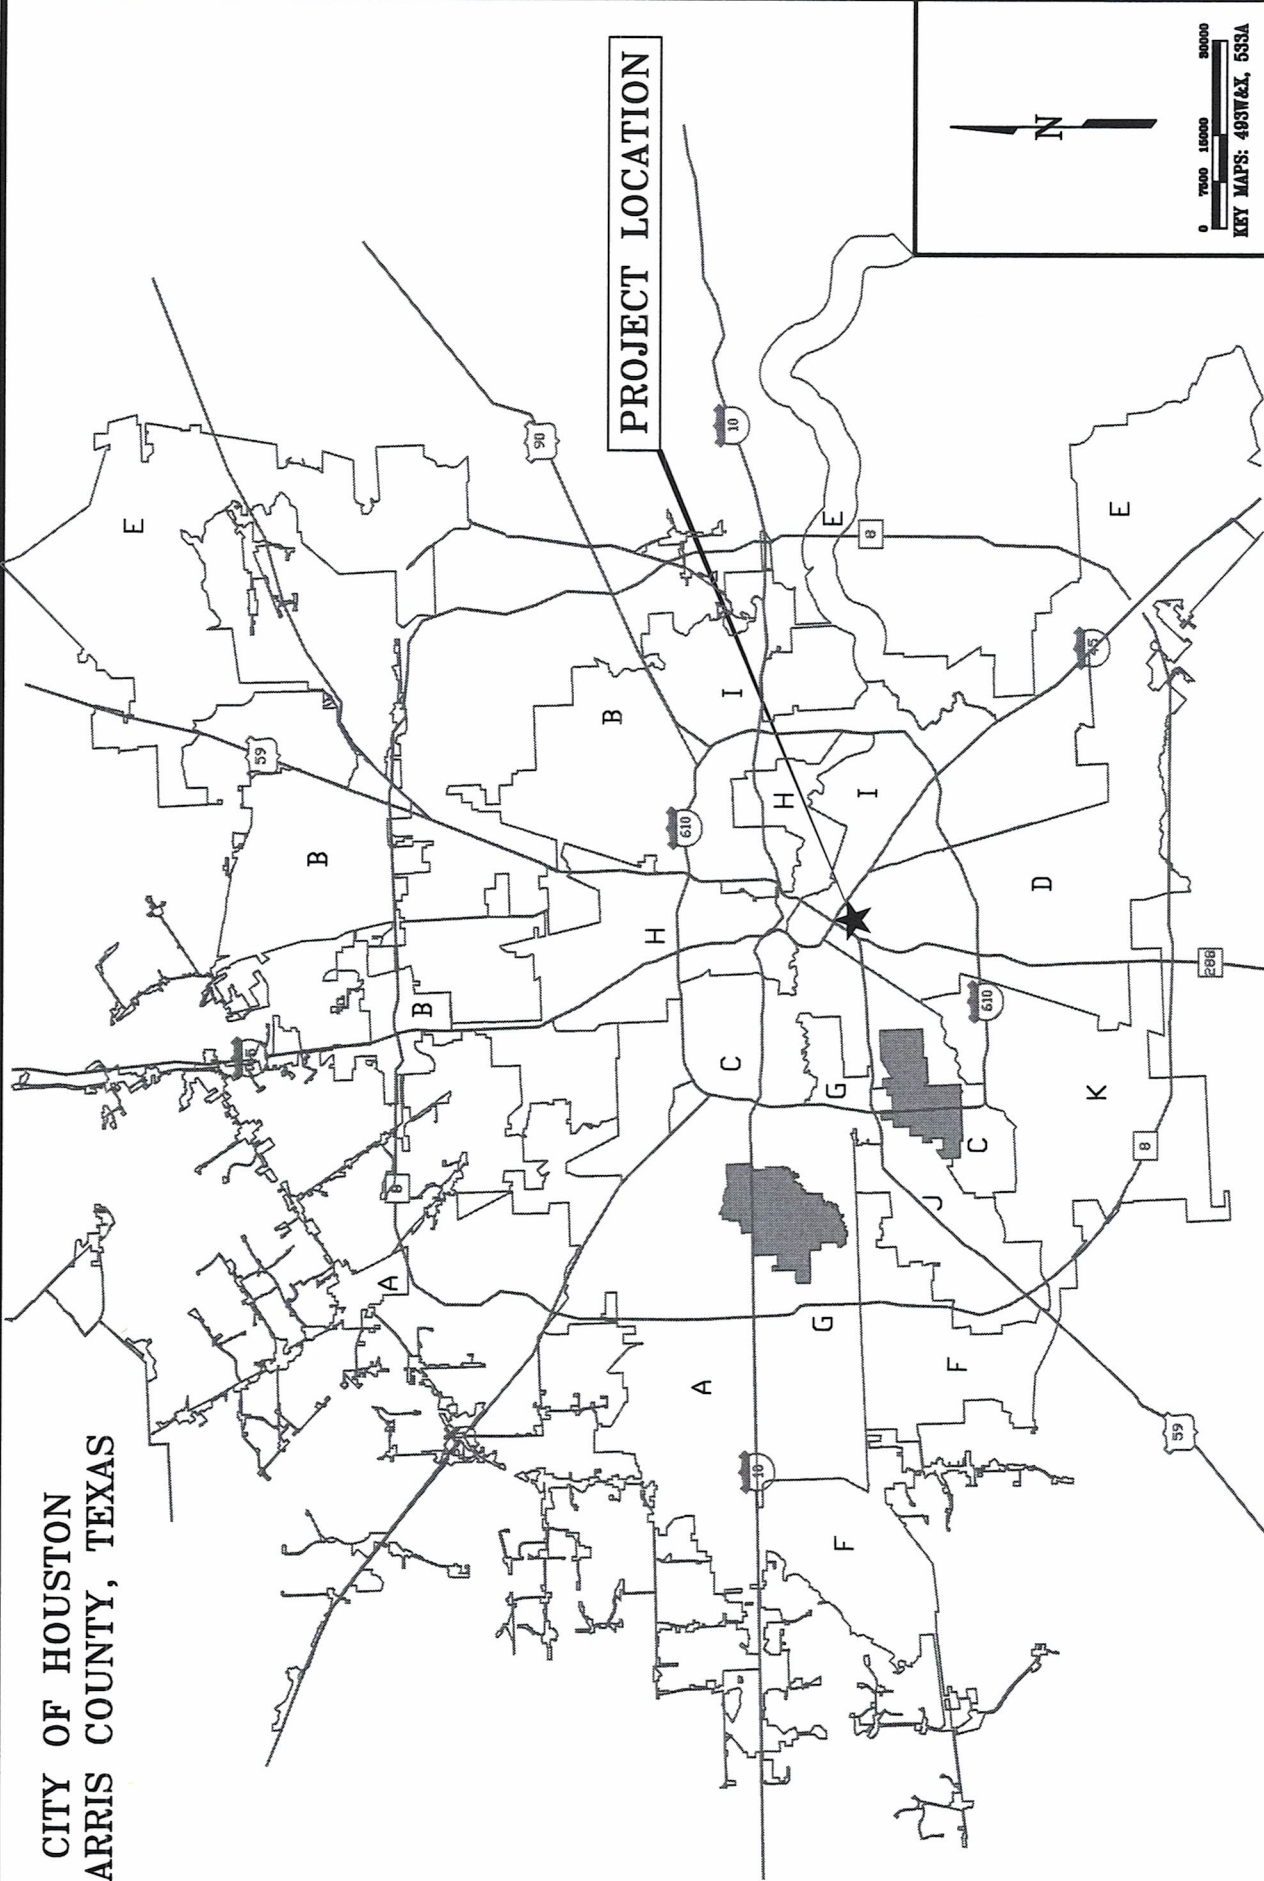 CITY OF HOUSTON
ARRIS COUNTY, TEXAS
E
59
B
A
8
B
90
B
PROJECT LOCATION
H
610
A
C
I
10
10
H
G
E
G
F
I
8
F
J
C
610
D
45
K
E
8
59
288
N
0 7500 15000 30000
KEY MAPS: 493W&X, 533A